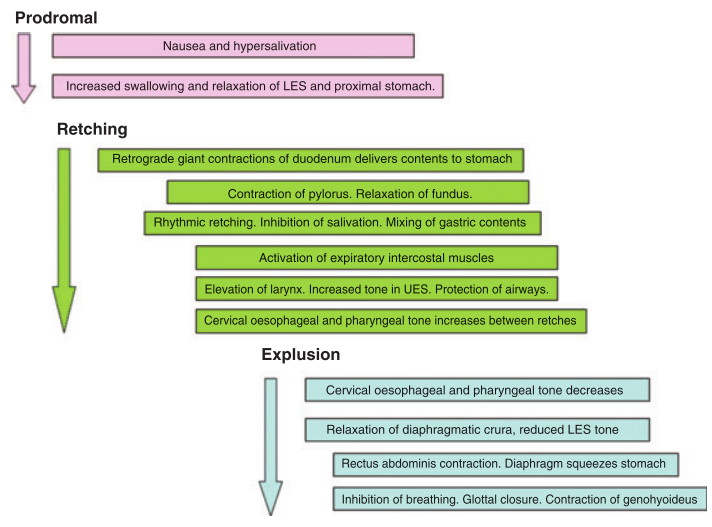 Prodromal
Nausea and hypersalivation
Increased swallowing and relaxation of LES and proximal stomach.
Retching
Retrograde giant contractions of duodenum delivers contents to stomach
Contraction of pylorus. Relaxation of fundus.
Rhythmic retching. Inhibition of salivation. Mixing of gastric contents
Activation of expiratory intercostal muscles
Elevation of larynx. Increased tone in UES. Protection of airways.
Cervical oesophageal and pharyngeal tone increases between retches
Explusion
Cervical oesophageal and pharyngeal tone decreases
Relaxation of diaphragmatic crura, reduced LES tone
Rectus abdominis contraction. Diaphragm squeezes stomach
Inhibition of breathing. Glottal closure. Contraction of genohyoideus